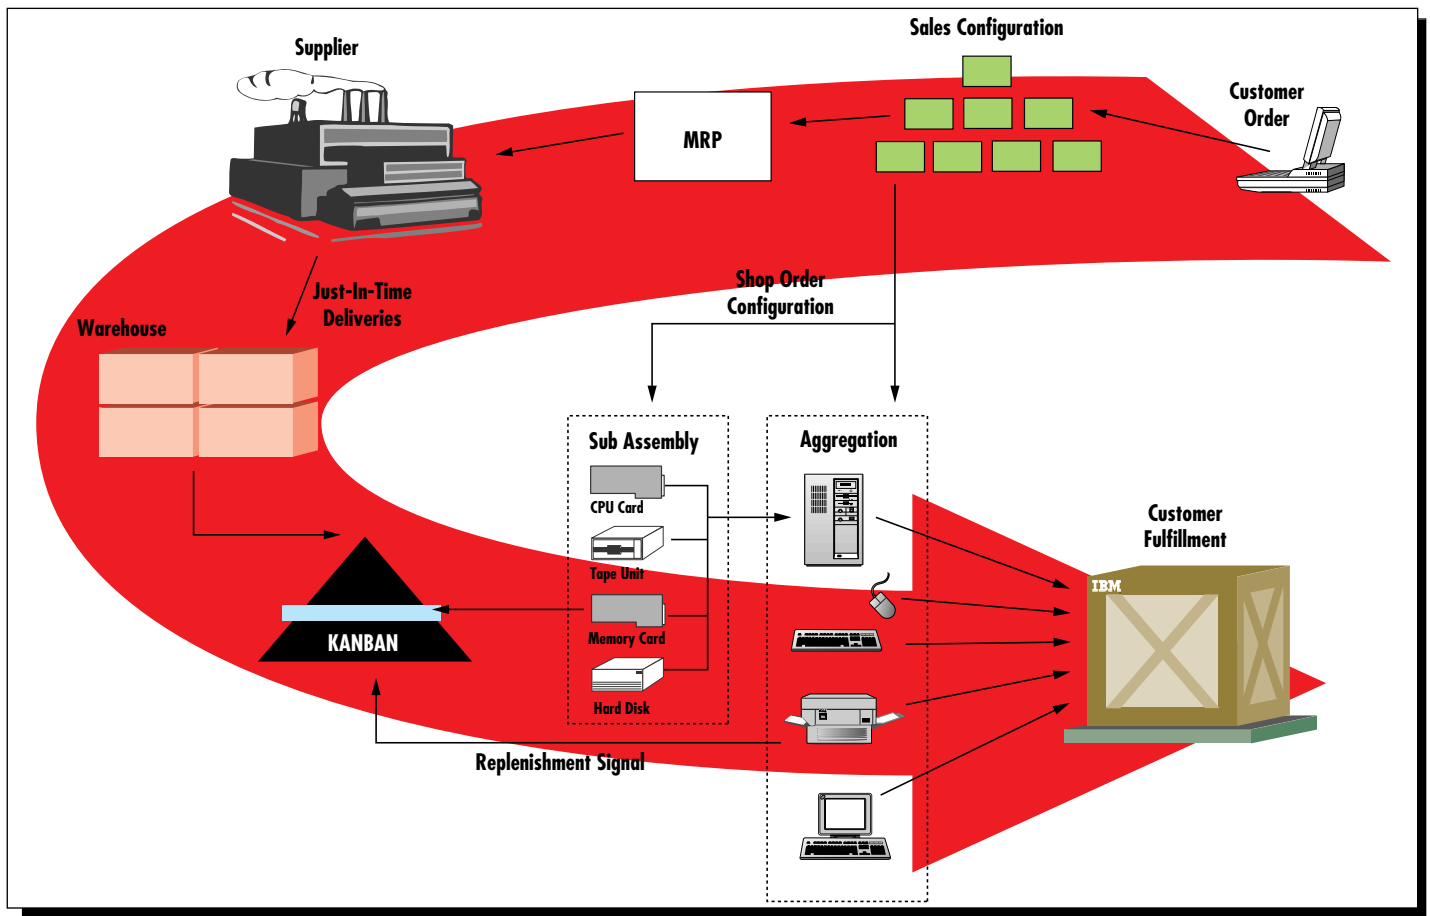 Sales Configuration
Supplier
Customer
Order
MRP
Shop Order
Configuration
Just-In-Time
Deliveries
Warehouse
Sub Assembly
Aggregation
CPU Card
Tape Unit
Memory Card
Hard Disk
Customer
Fulfillment
IBM
KANBAN
Replenishment Signal